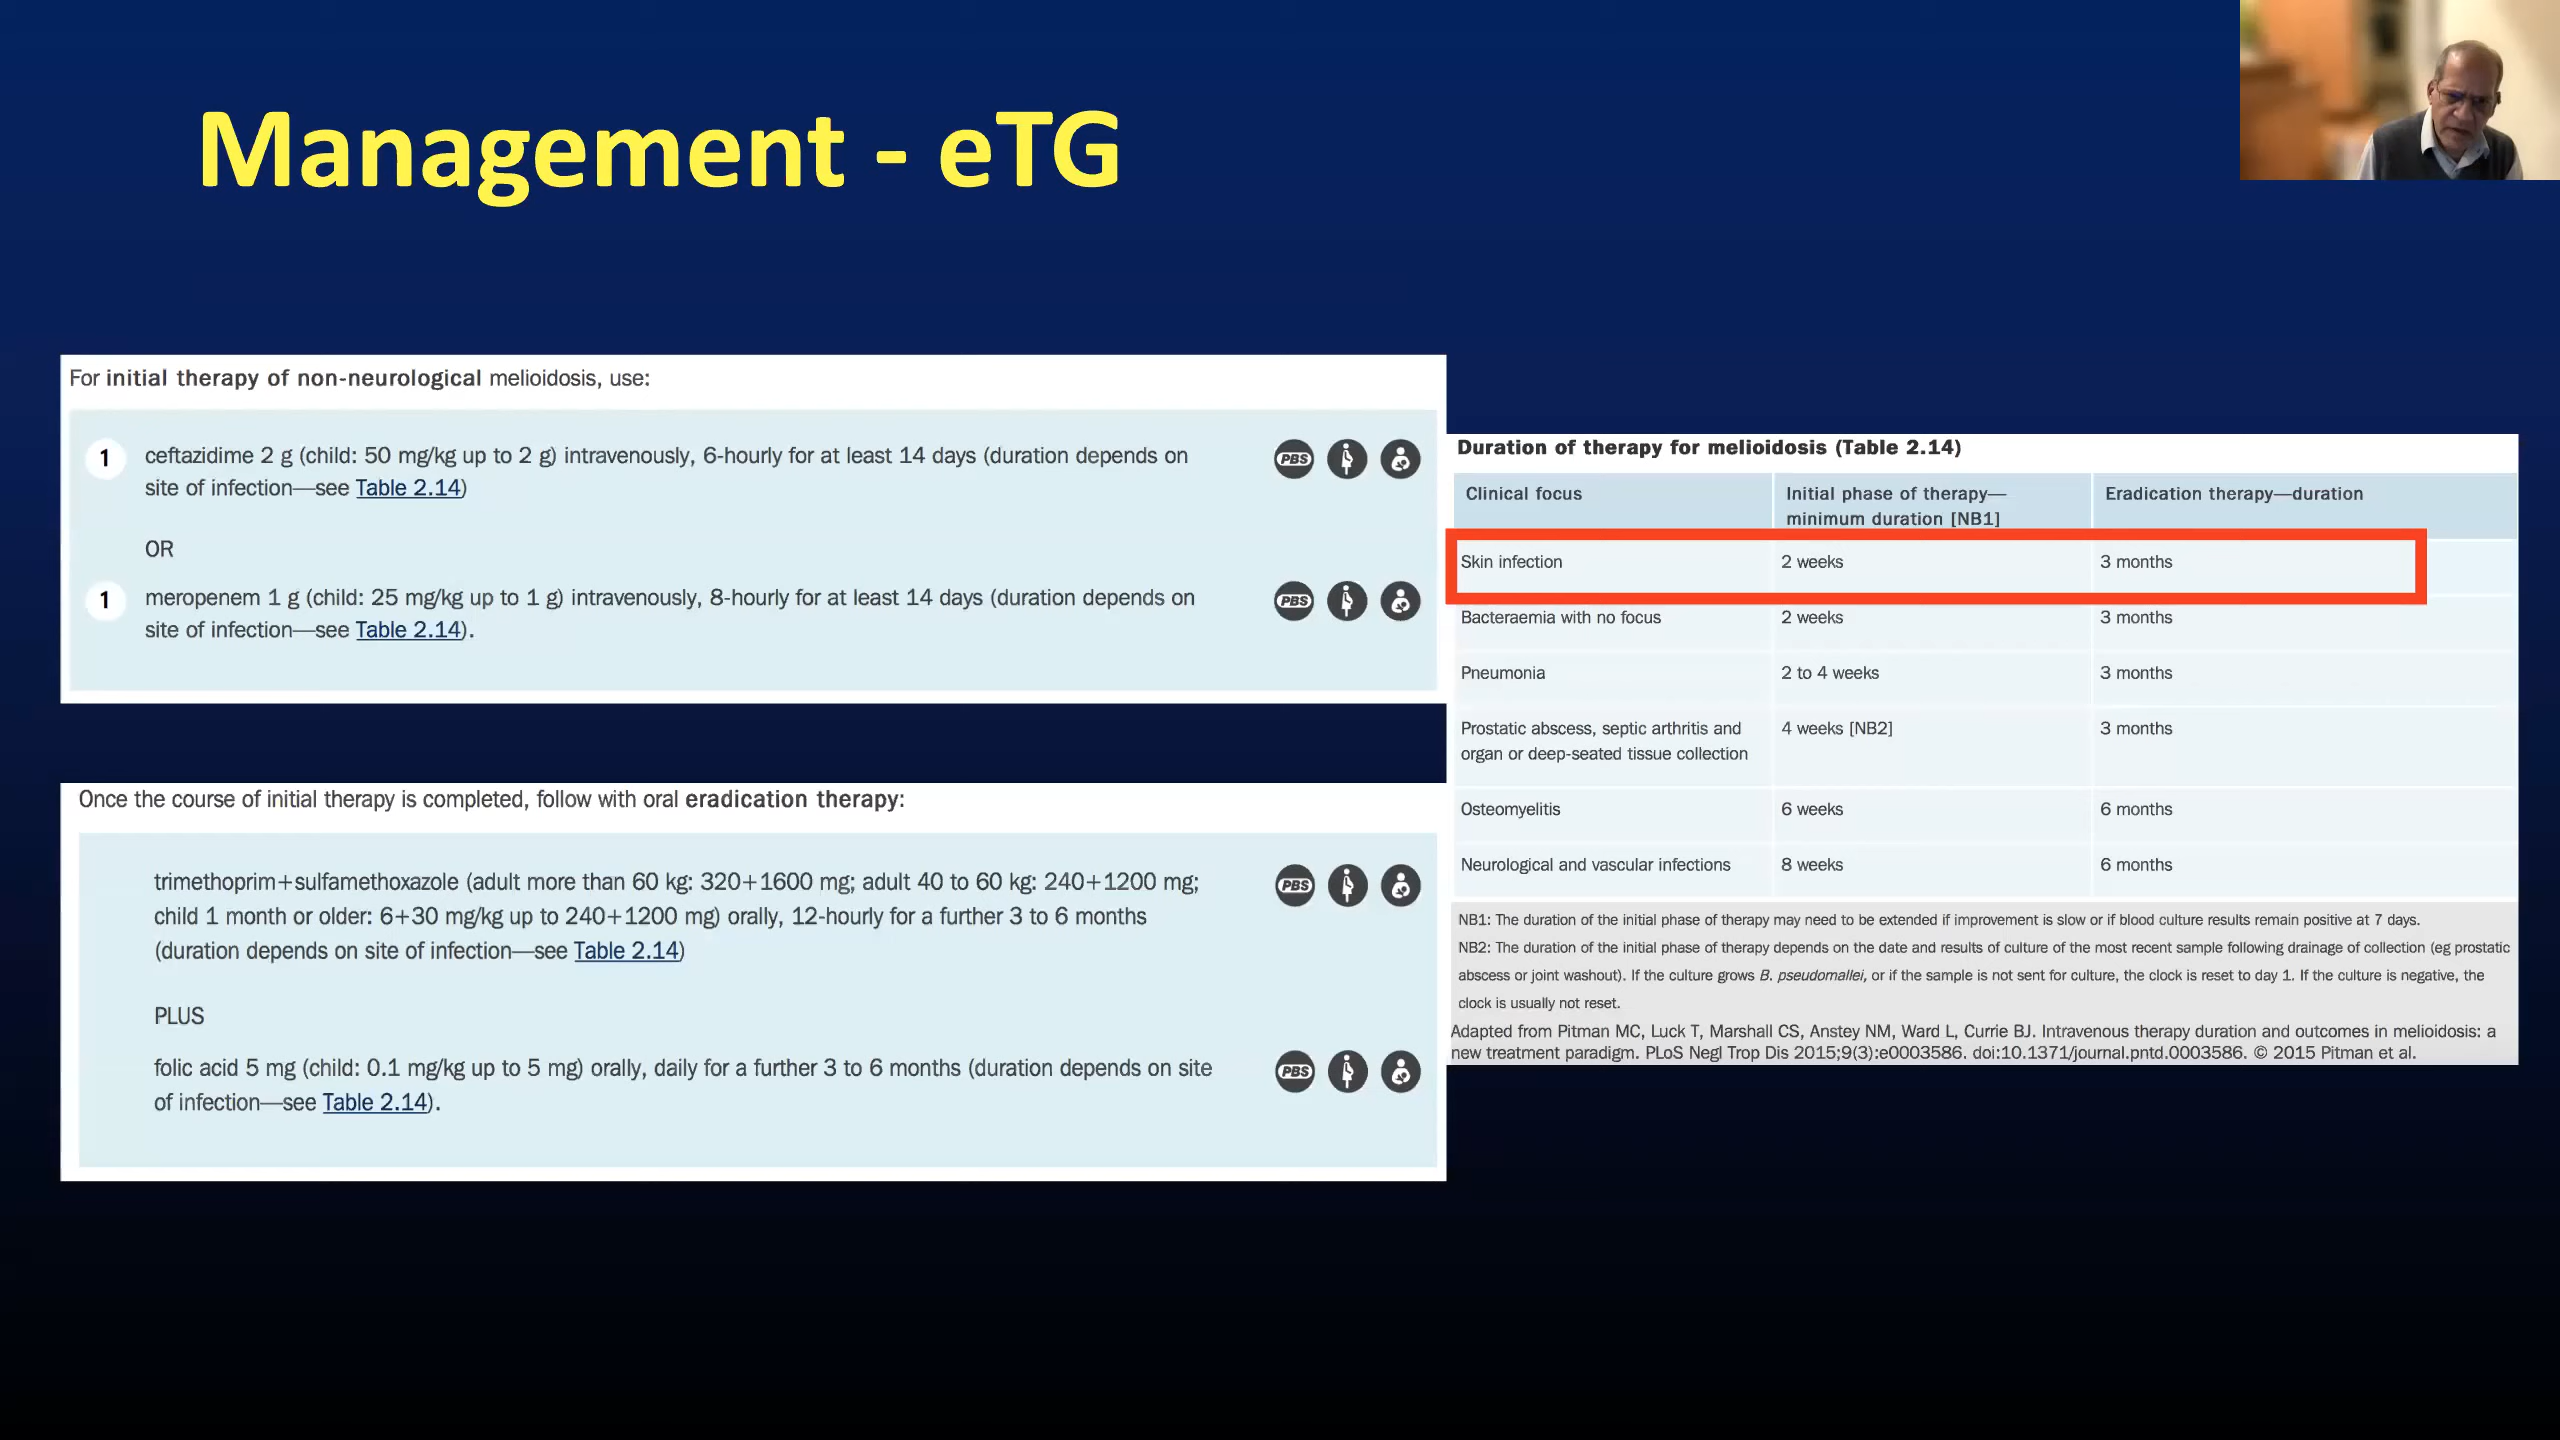 Management - eTG
For initial therapy of non-neurological melioidosis, use:
1
ceftazidime 2 g (child: 50 mg/kg up to 2 g) intravenously, 6-hourly for at least 14 days (duration depends on
site of infection—see Table 2.14)
PBS
OR
1
meropenem 1 g (child: 25 mg/kg up to 1 g) intravenously, 8-hourly for at least 14 days (duration depends on
site of infection—see Table 2.14).
PBS
Once the course of initial therapy is completed, follow with oral eradication therapy:
trimethoprim+sulfamethoxazole (adult more than 60 kg: 320+1600 mg; adult 40 to 60 kg: 240+1200 mg;
child 1 month or older: 6+30 mg/kg up to 240+1200 mg) orally, 12-hourly for a further 3 to 6 months
(duration depends on site of infection—see Table 2.14)
PBS
PLUS
folic acid 5 mg (child: 0.1 mg/kg up to 5 mg) orally, daily for a further 3 to 6 months (duration depends on site
of infection—see Table 2.14).
PBS
Duration of therapy for melioidosis (Table 2.14)
Clinical focus
Initial phase of therapy—
minimum duration [NB1]
Eradication therapy—duration
Skin infection
2 weeks
3 months
Bacteraemia with no focus
2 weeks
3 months
Pneumonia
2 to 4 weeks
3 months
Prostatic abscess, septic arthritis and
organ or deep-seated tissue collection
4 weeks [NB2]
3 months
Osteomyelitis
6 weeks
6 months
Neurological and vascular infections
8 weeks
6 months
NB1: The duration of the initial phase of therapy may need to be extended if improvement is slow or if blood culture results remain positive at 7 days.
NB2: The duration of the initial phase of therapy depends on the date and results of culture of the most recent sample following drainage of collection (eg prostatic
abscess or joint washout). If the culture grows B. pseudomallei, or if the sample is not sent for culture, the clock is reset to day 1. If the culture is negative, the
clock is usually not reset.
Adapted from Pitman MC, Luck T, Marshall CS, Anstey NM, Ward L, Currie BJ. Intravenous therapy duration and outcomes in melioidosis: a
new treatment paradigm. PLoS Negl Trop Dis 2015;9(3):e0003586. doi:10.1371/journal.pntd.0003586. © 2015 Pitman et al.